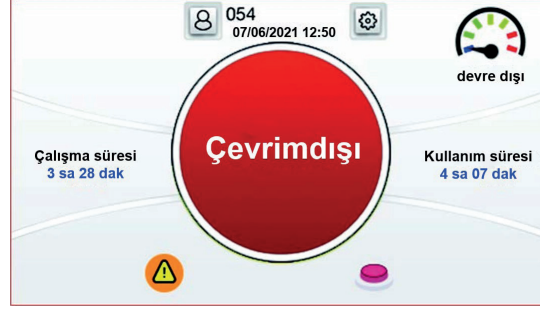 054
07/06/2021 12:50
devre dışı
Çevrimdışı
Çalışma süresi
3 sa 28 dak
Kullanım süresi
4 sa 07 dak